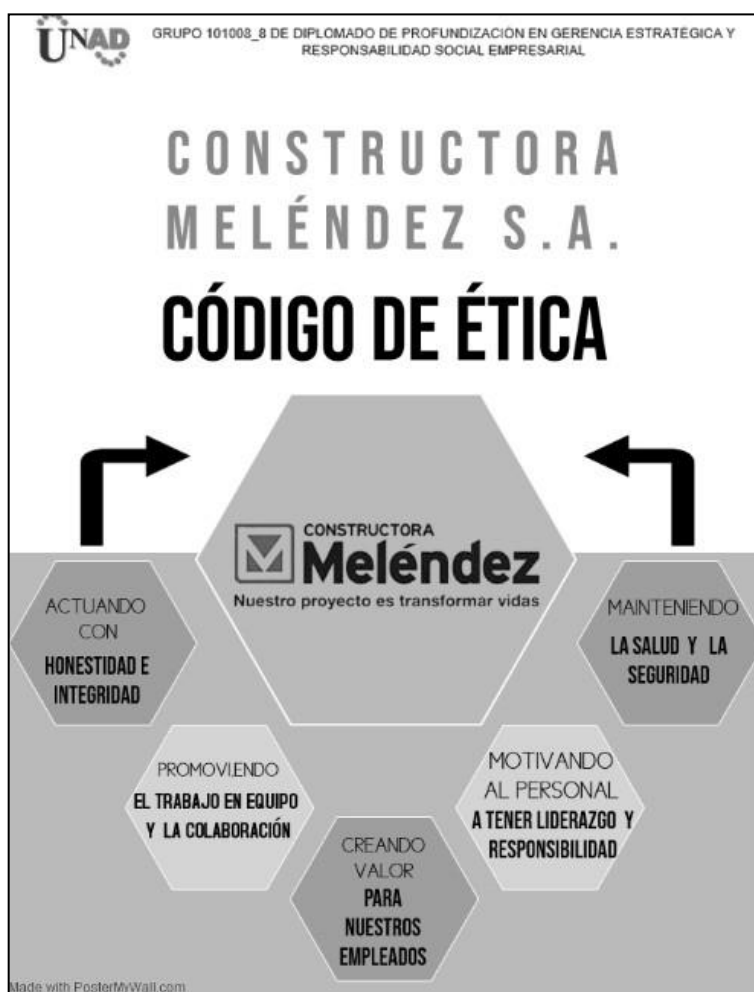 UNAD
GRUPO 101008_8 DE DIPLOMADO DE PROFUNDIZACIÓN EN GERENCIA ESTRATÉGICA Y
RESPONSABILIDAD SOCIAL EMPRESARIAL
CONSTRUCTORA
MELÉNDEZ S.A.
CÓDIGO DE ÉTICA
CONSTRUCTORA
Meléndez
Nuestro proyecto es transformar vidas
ACTUANDO
CON
HONESTIDAD E
INTEGRIDAD
PROMOVIENDO
EL TRABAJO EN EQUIPO
Y LA COLABORACIÓN
CREANDO
VALOR
PARA
NUESTROS
EMPLEADOS
MOTIVANDO
AL PERSONAL
A TENER LIDERAZGO Y
RESPONSIBILIDAD
MAINTENIENDO
LA SALUD Y LA
SEGURIDAD
Made with PosterMyWall.com